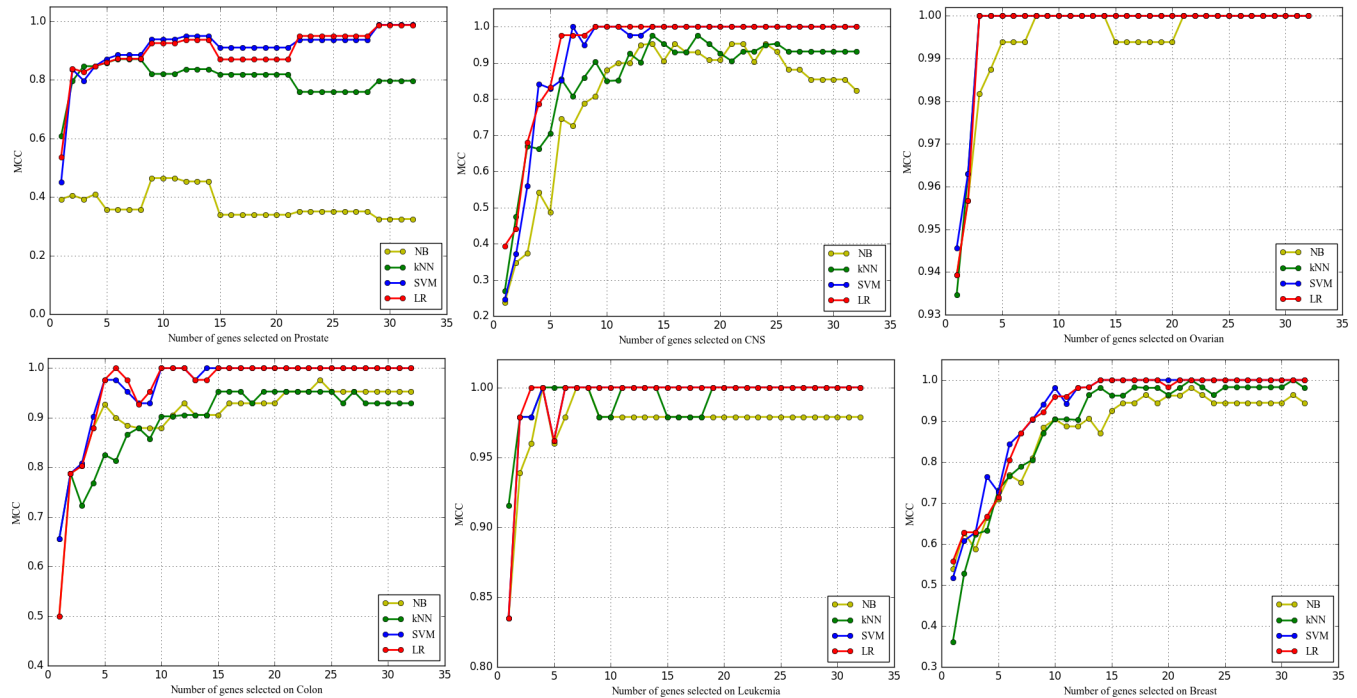 1.0
0.8
0.6
0.4
0.2
0.0
MCC
0 5 10 15 20 25 30 35
Number of genes selected on Prostate
NB
kNN
SVM
LR
1.0
0.9
0.8
0.7
0.6
0.5
0.4
0.3
0.2
MCC
0 5 10 15 20 25 30 35
Number of genes selected on CNS
NB
kNN
SVM
LR
1.00
0.99
0.98
0.96
0.95
0.94
0.93
MCC
0 5 10 15 20 25 30 35
Number of genes selected on Ovarian
NB
kNN
SVM
LR
1.0
0.9
0.8
0.7
0.6
0.5
0.4
MCC
0 5 10 15 20 25 30 35
Number of genes selected on Colon
NB
kNN
SVM
LR
1.00
0.95
0.90
0.85
0.80
MCC
0 5 10 15 20 25 30 35
Number of genes selected on Leukemia
NB
kNN
SVM
LR
1.0
0.9
0.8
0.7
0.6
0.5
0.4
0.3
MCC
0 5 10 15 20 25 30 35
Number of genes selected on Breast
NB
kNN
SVM
LR